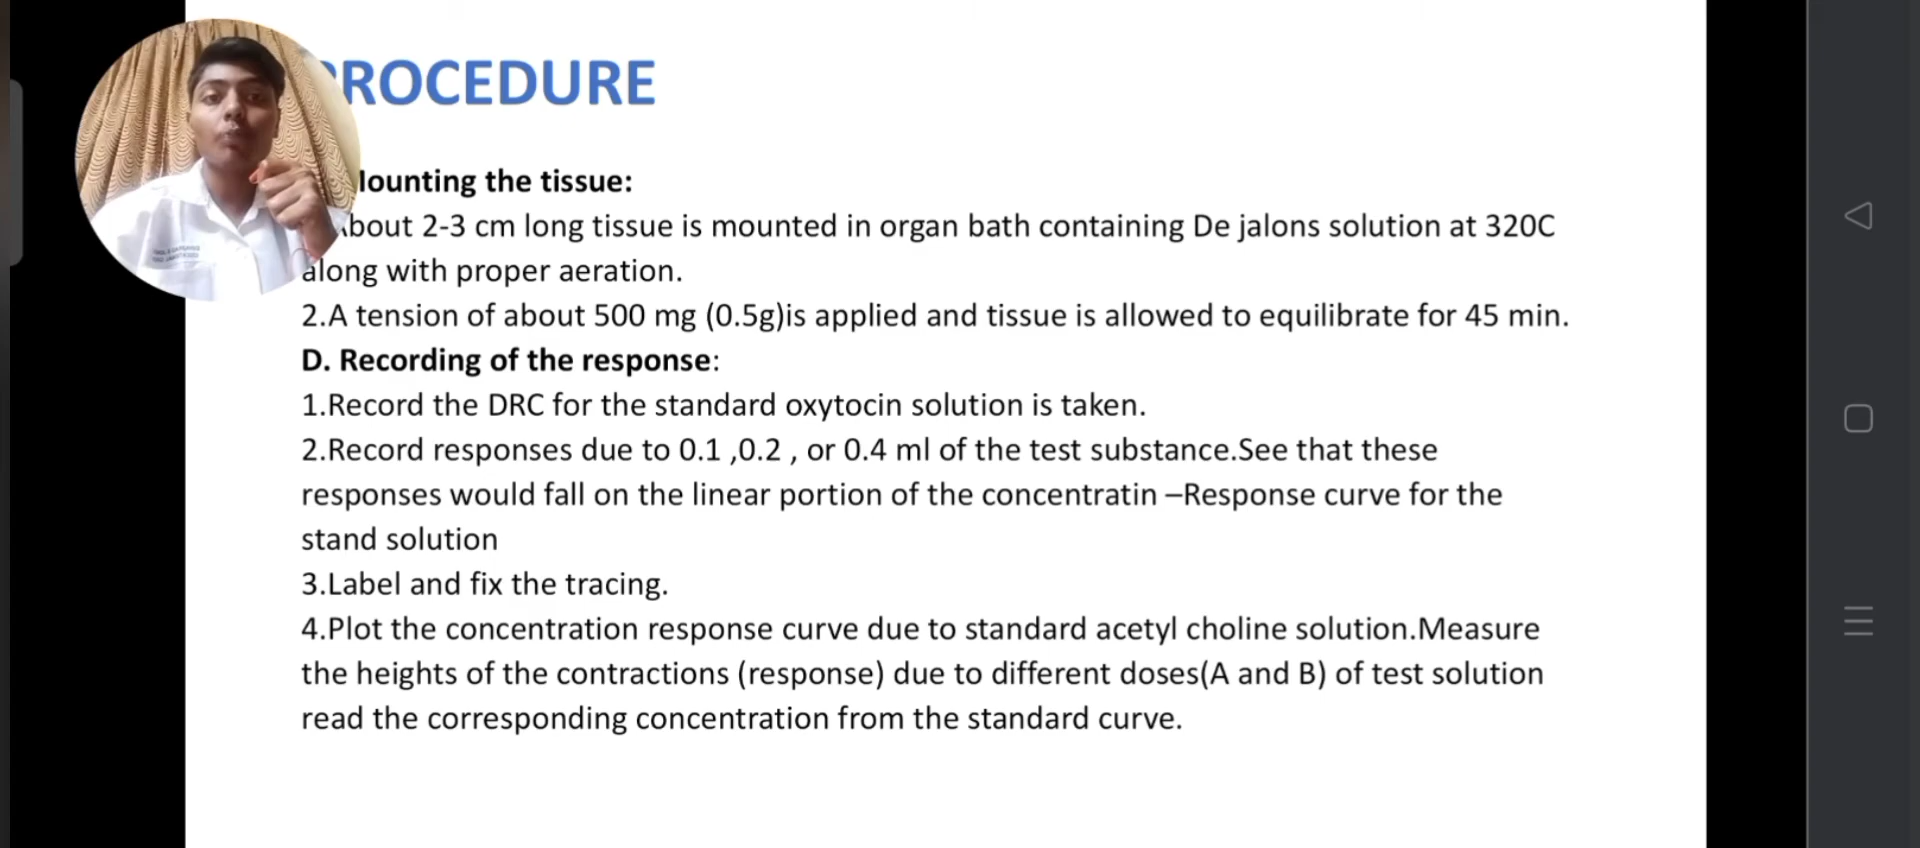 ROCEDURE
ounting the tissue:
bout 2-3 cm long tissue is mounted in organ bath containing De jalons solution at 320C
along with proper aeration.
2.A tension of about 500 mg (0.5g)is applied and tissue is allowed to equilibrate for 45 min.
D. Recording of the response:
1.Record the DRC for the standard oxytocin solution is taken.
2.Record responses due to 0.1 ,0.2 , or 0.4 ml of the test substance.See that these
responses would fall on the linear portion of the concentratin –Response curve for the
stand solution
3.Label and fix the tracing.
4.Plot the concentration response curve due to standard acetyl choline solution.Measure
the heights of the contractions (response) due to different doses(A and B) of test solution
read the corresponding concentration from the standard curve.